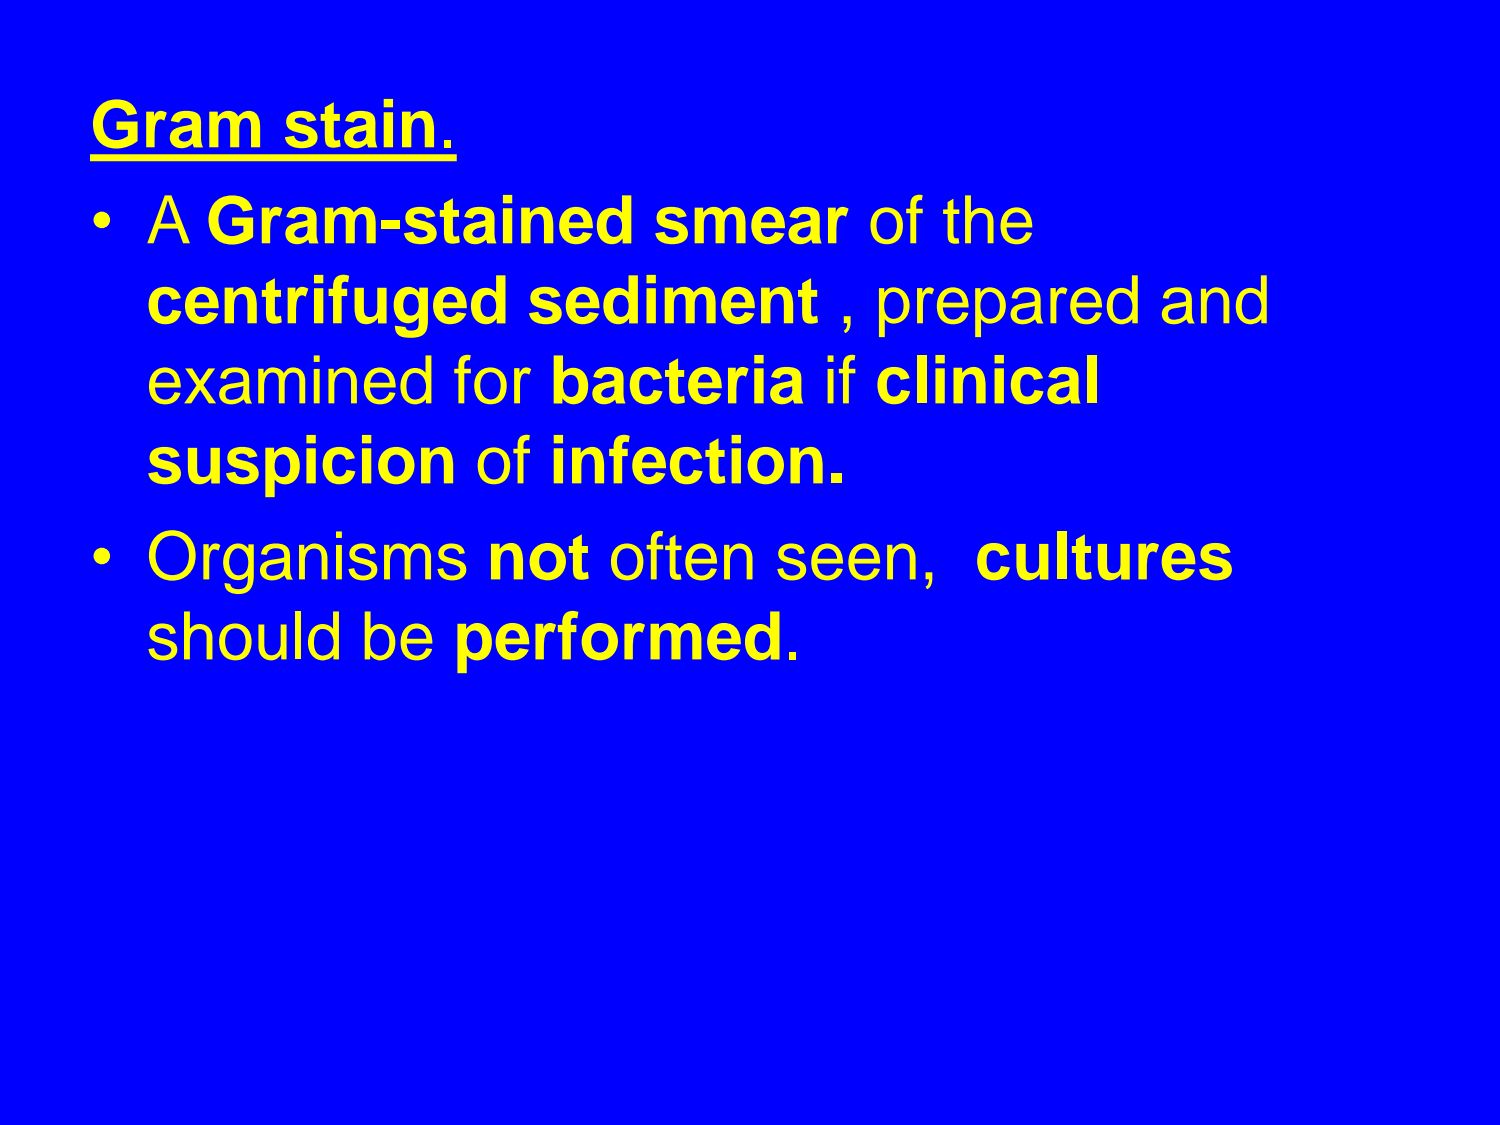 Gram stain.
• A Gram-stained smear of the
centrifuged sediment , prepared and
examined for bacteria if clinical
suspicion of infection.
• Organisms not often seen,  cultures
should be performed.